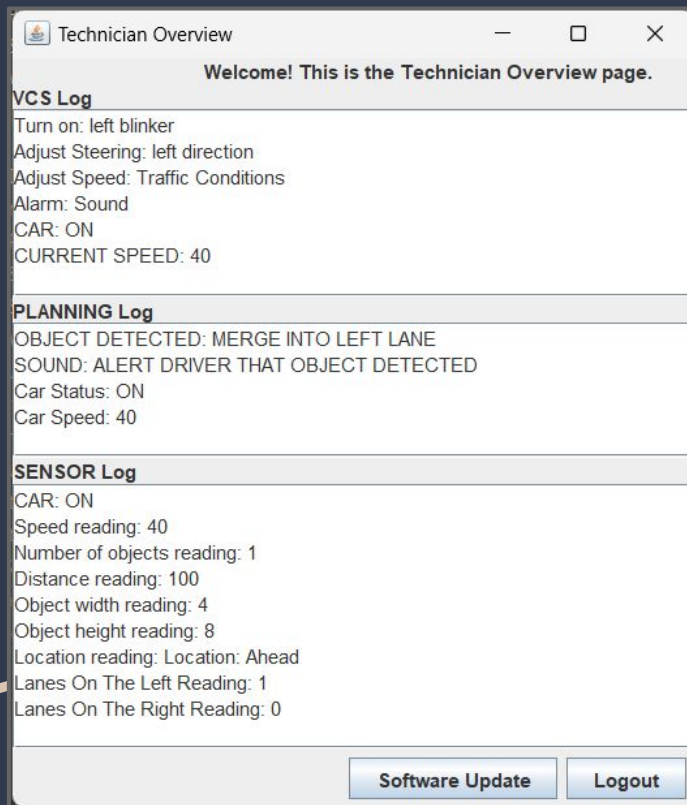 Technician Overview
Welcome! This is the Technician Overview page.
VCS Log
Turn on: left blinker
Adjust Steering: left direction
Adjust Speed: Traffic Conditions
Alarm: Sound
CAR: ON
CURRENT SPEED: 40
PLANNING Log
OBJECT DETECTED: MERGE INTO LEFT LANE
SOUND: ALERT DRIVER THAT OBJECT DETECTED
Car Status: ON
Car Speed: 40
SENSOR Log
CAR: ON
Speed reading: 40
Number of objects reading: 1
Distance reading: 100
Object width reading: 4
Object height reading: 8
Location reading: Location: Ahead
Lanes On The Left Reading: 1
Lanes On The Right Reading: 0
Software Update Logout